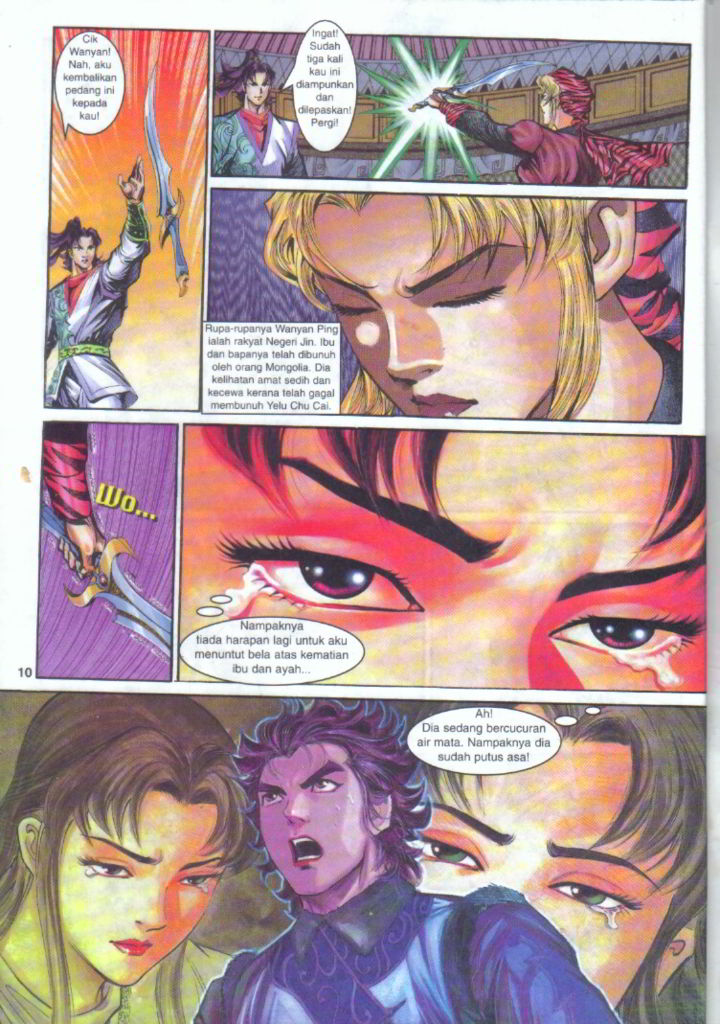 Cik
Wanyan!
Nah, aku
kembalikan
pedang ini
kepada
kau!
Ingat!
Sudah
tiga kali
kau ini
diampunkan
dan
dilepaskan!
Pergi!
Rupa-rupanya Wanyan Ping
ialah rakyat Negeri Jin. Ibu
dan bapanya telah dibunuh
oleh orang Mongolia. Dia
kelihatan amat sedih dan
kecewa kerana telah gagal
membunuh Yelu Chu Cai.
Wo...
Nampaknya
tiada harapan lagi untuk aku
menuntut bela atas kematian
ibu dan ayah...
10
Ah!
Dia sedang bercucuran
air mata. Nampaknya dia
sudah putus asa!